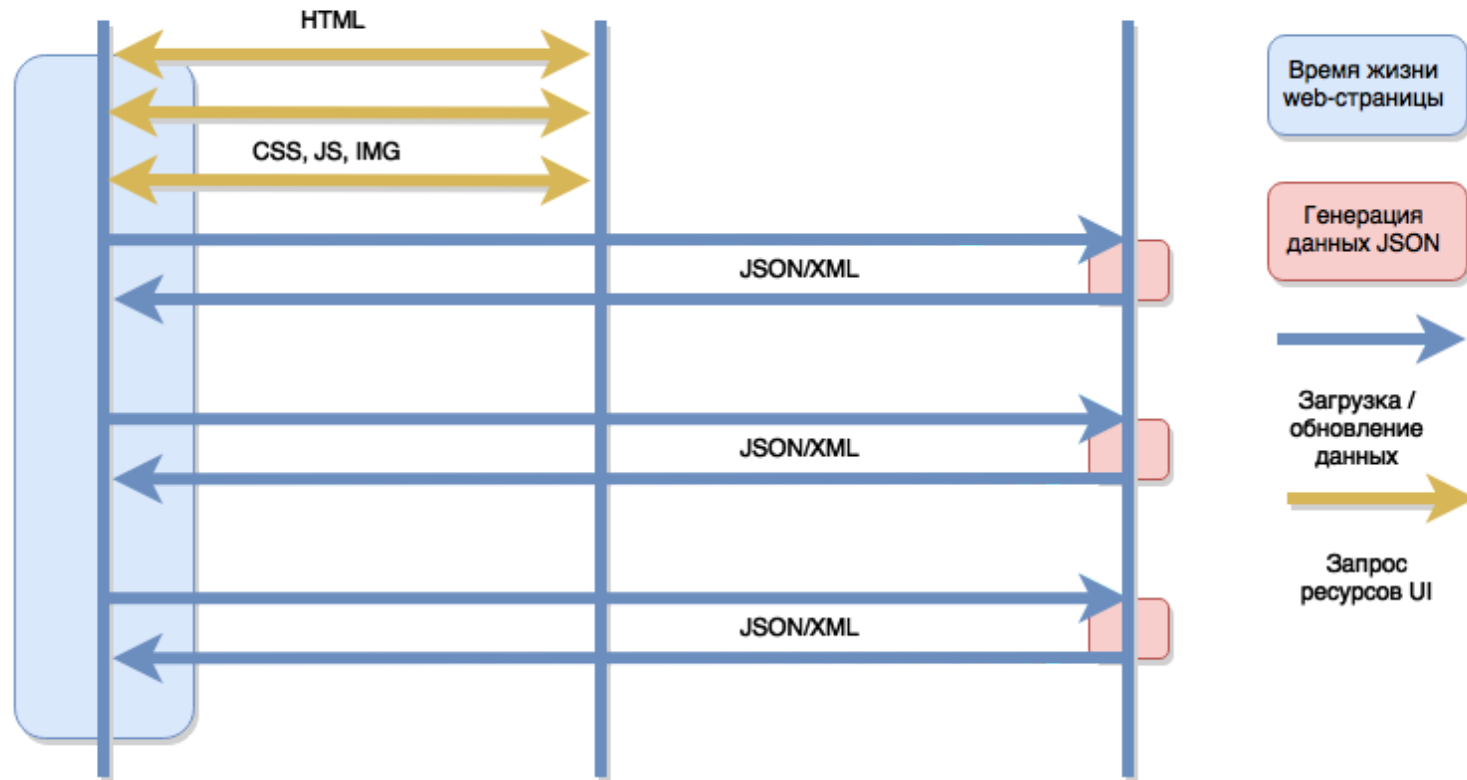 HTML
CSS, JS, IMG
JSON/XML
JSON/XML
JSON/XML
Время жизни
web-страницы
Генерация
данных JSON
Загрузка /
обновление
данных
Запрос
ресурсов UI